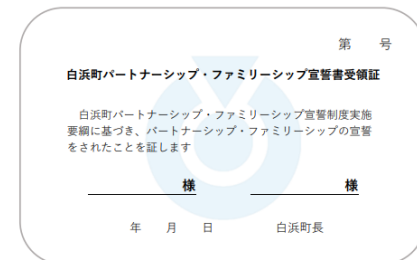 第　号
白浜町パートナーシップ・ファミリーシップ宣誓書受領証
白浜町パートナーシップ・ファミリーシップ宣誓制度実施
要綱に基づき、パートナーシップ・ファミリーシップの宣誓
をされたことを証します
様　様
年　月　日　白浜町長